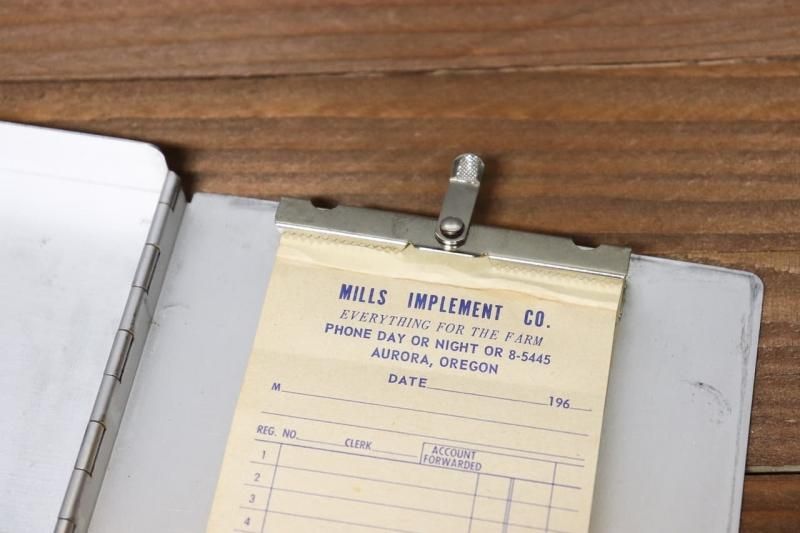 MILLS IMPLEMENT CO.
EVERYTHING FOR THE FARM
PHONE DAY OR NIGHT OR 8-5445
AURORA, OREGON
DATE 196
M
REG. NO. CLERK ACCOUNT FORWARDED
1
2
3
4